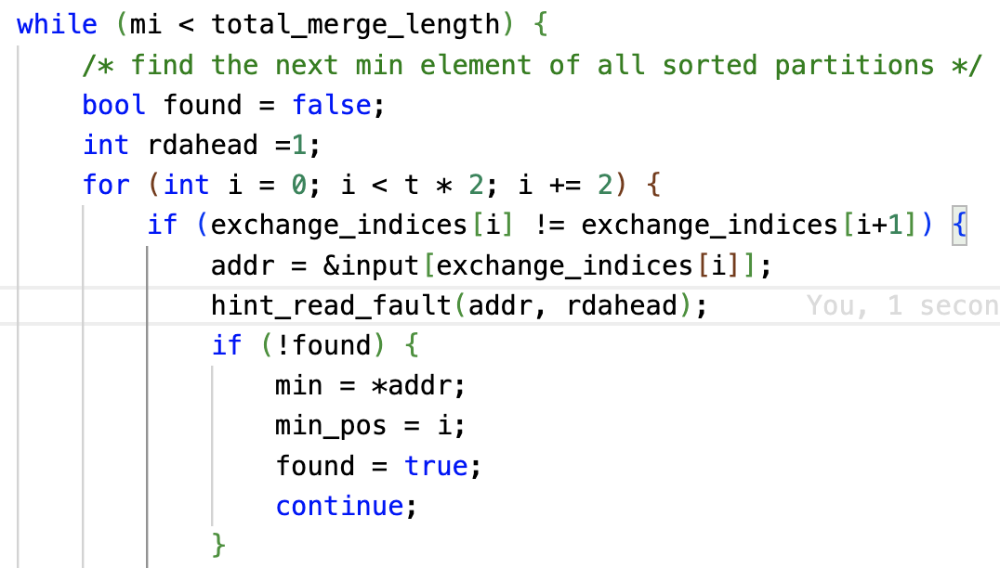 while (mi < total_merge_length) {
/* find the next min element of all sorted partitions */
bool found = false;
int rdahead =1;
for (int i = 0; i < t * 2; i += 2) {
if (exchange_indices[i] != exchange_indices[i+1]) {
addr = &input[exchange_indices[i]];
hint_read_fault(addr, rdahead); You, 1 secon
if (!found) {
min = *addr;
min_pos = i;
found = true;
continue;
}